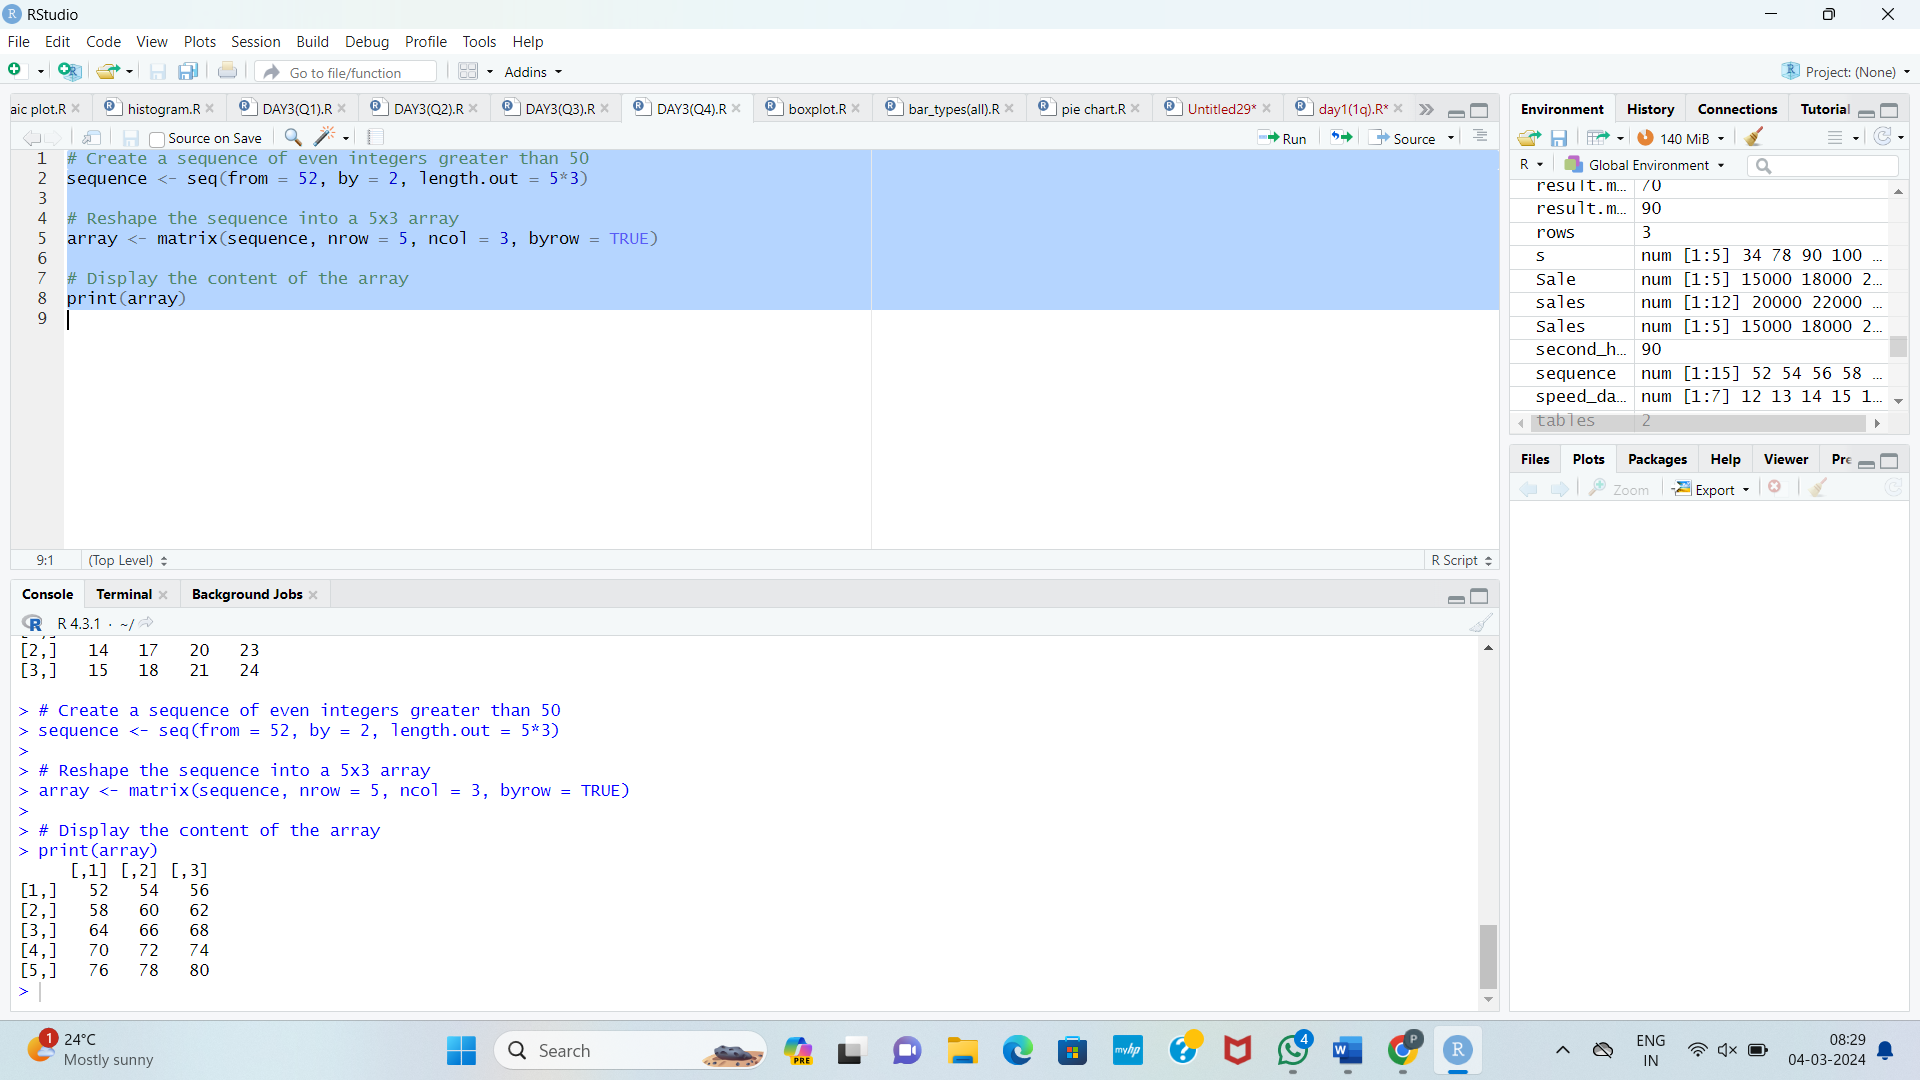 RStudio
File Edit Code View Plots Session Build Debug Profile Tools Help
Go to file/function Addins Project: (None)
aic plot.R histogram.R DAY3(Q1).R DAY3(Q2).R DAY3(Q3).R DAY3(Q4).R boxplot.R bar_types(all).R pie chart.R Untitled29* day1(1q).R*
Source on Save Run Source
1 # Create a sequence of even integers greater than 50
2 sequence <- seq(from = 52, by = 2, length.out = 5*3)
3
4 # Reshape the sequence into a 5x3 array
5 array <- matrix(sequence, nrow = 5, ncol = 3, byrow = TRUE)
6
7 # Display the content of the array
8 print(array)
9
9:1 (Top Level) R Script
Console Terminal Background Jobs
R 4.3.1 · ~/
[2,] 14 17 20 23
[3,] 15 18 21 24
> # Create a sequence of even integers greater than 50
> sequence <- seq(from = 52, by = 2, length.out = 5*3)
>
> # Reshape the sequence into a 5x3 array
> array <- matrix(sequence, nrow = 5, ncol = 3, byrow = TRUE)
>
> # Display the content of the array
> print(array)
[,1] [,2] [,3]
[1,] 52 54 56
[2,] 58 60 62
[3,] 64 66 68
[4,] 70 72 74
[5,] 76 78 80
>
Environment History Connections Tutorial
140 MiB
R Global Environment
result.m… 70
result.m… 90
rows 3
s num [1:5] 34 78 90 100 …
Sale num [1:5] 15000 18000 2…
sales num [1:12] 20000 22000 …
Sales num [1:5] 15000 18000 2…
second_h… 90
sequence num [1:15] 52 54 56 58 …
speed_da… num [1:7] 12 13 14 15 1…
tables 2
Files Plots Packages Help Viewer Pre
Zoom Export
1 24°C
Mostly sunny
Search
PRE
myhp
4
W
P
R
ENG
IN
08:29
04-03-2024